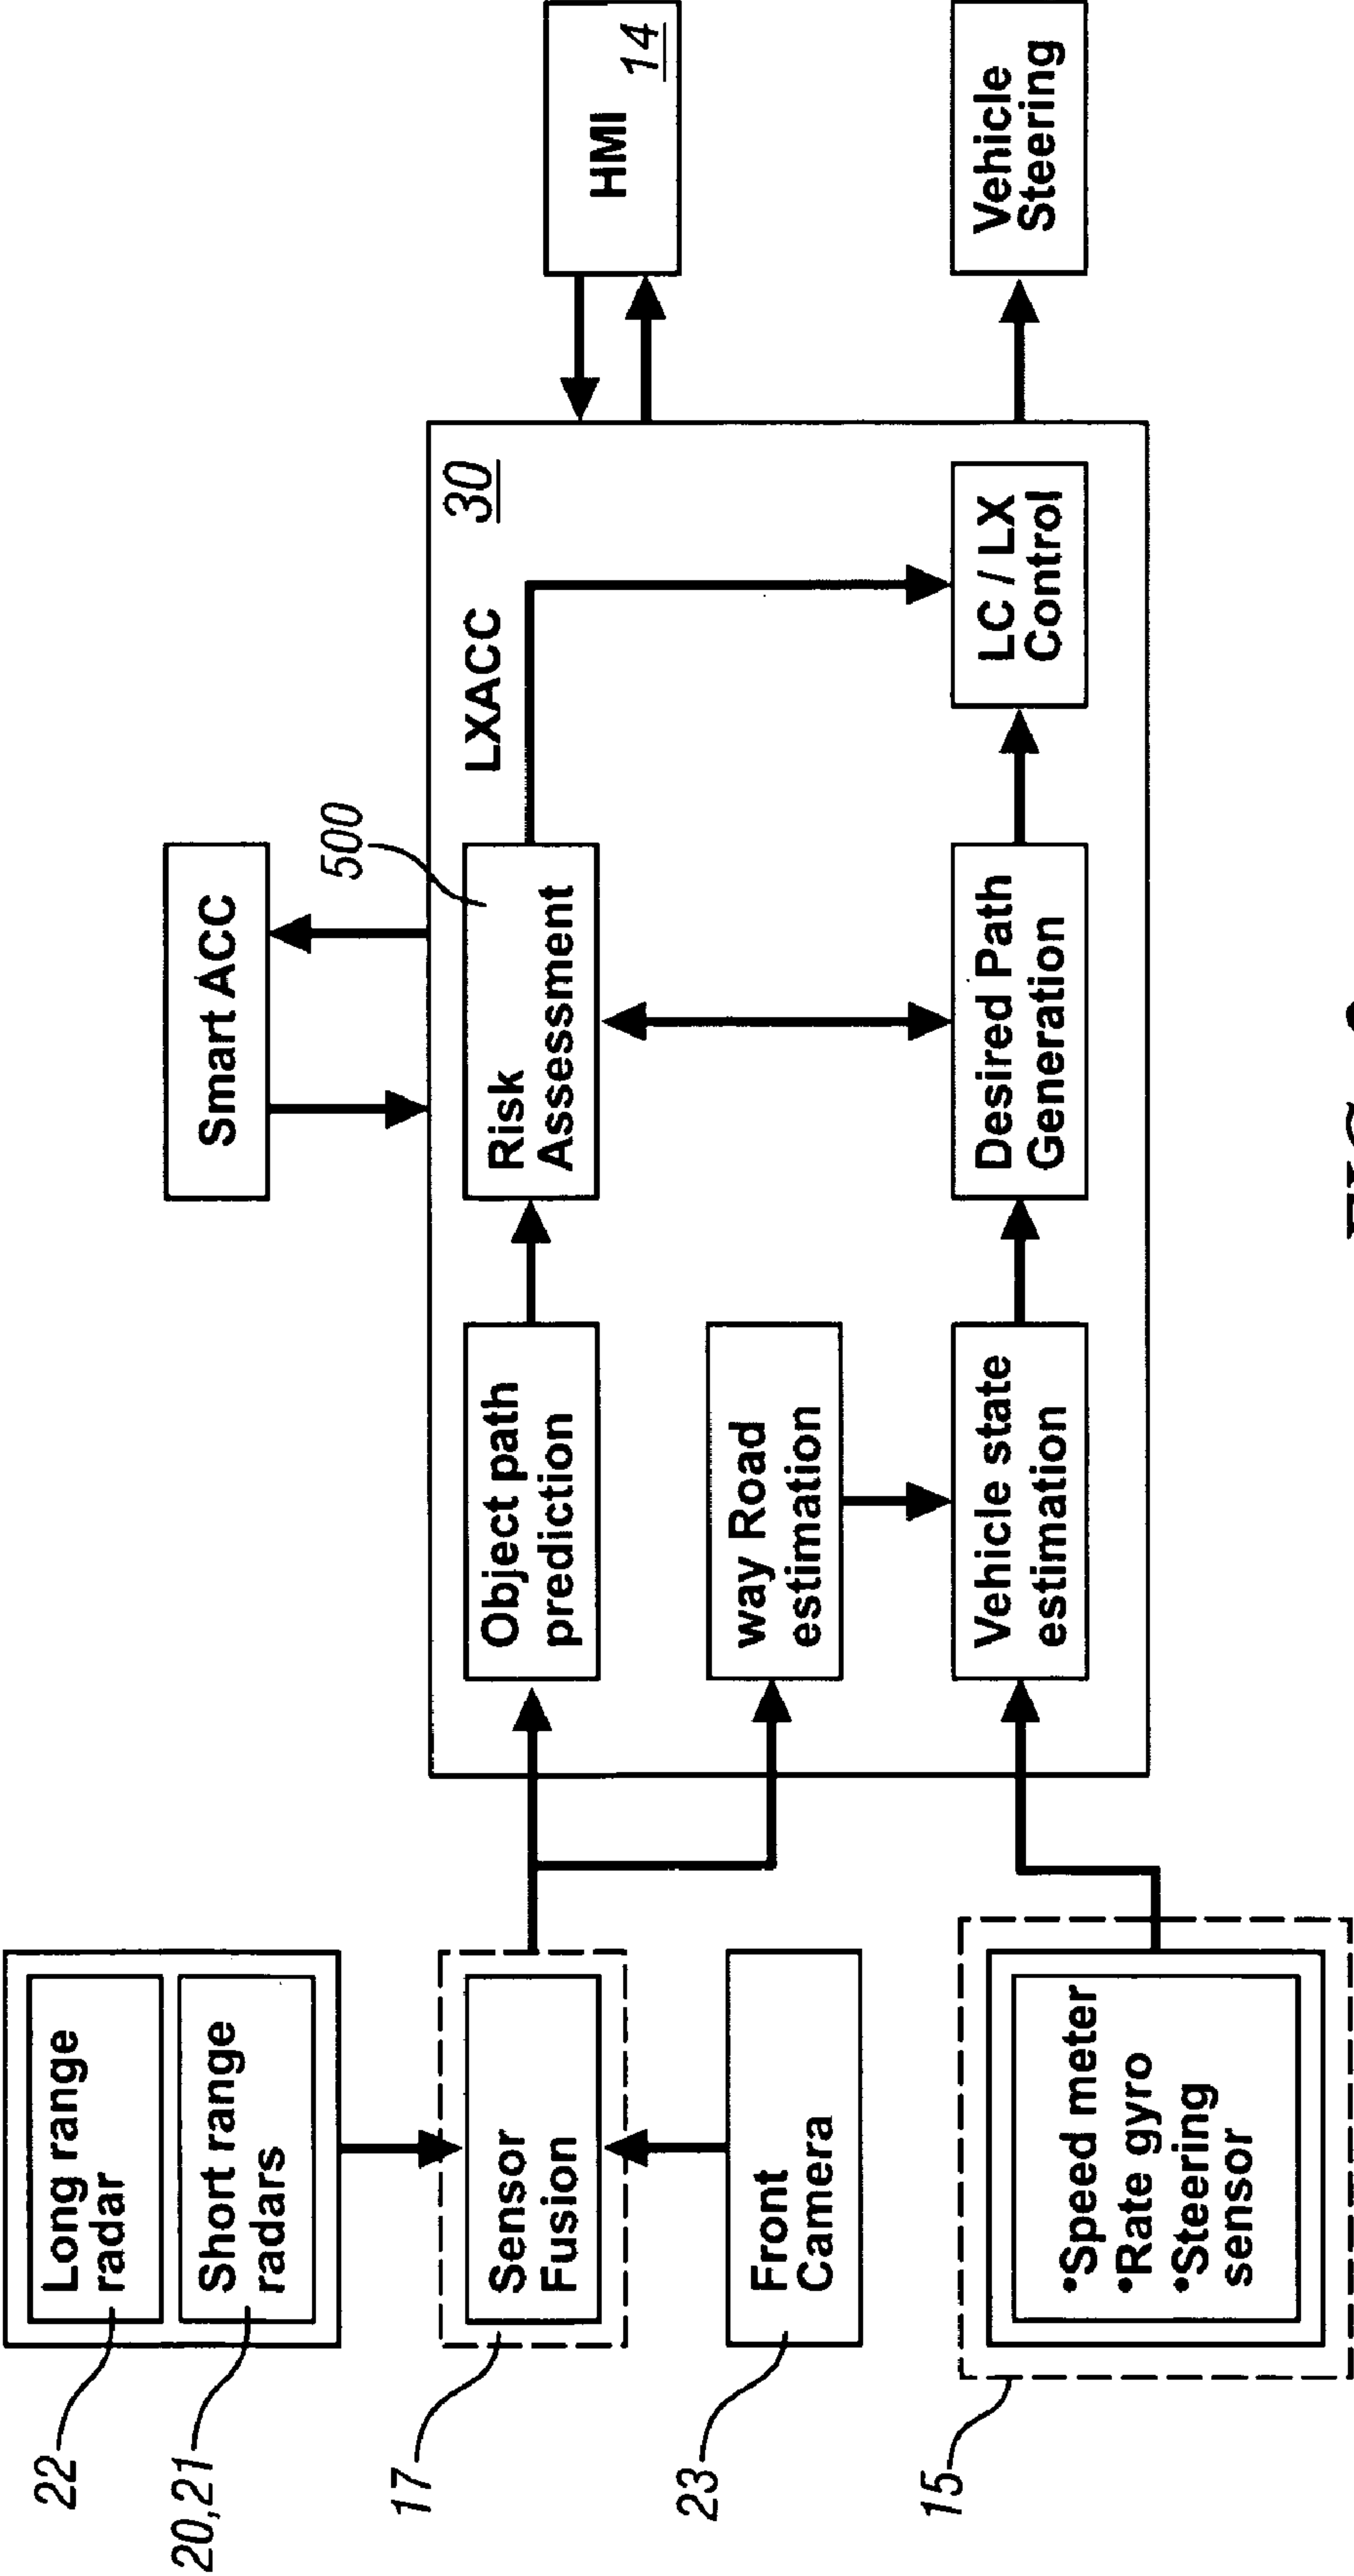 22
Long range
radar
20,21
Short range
radars
17
Sensor
Fusion
23
Front
Camera
15
•Speed meter
•Rate gyro
•Steering
sensor
Smart ACC
500
LXACC
30
Object path
prediction
Risk
Assessment
way Road
estimation
Vehicle state
estimation
Desired Path
Generation
LC / LX
Control
HMI
14
Vehicle
Steering